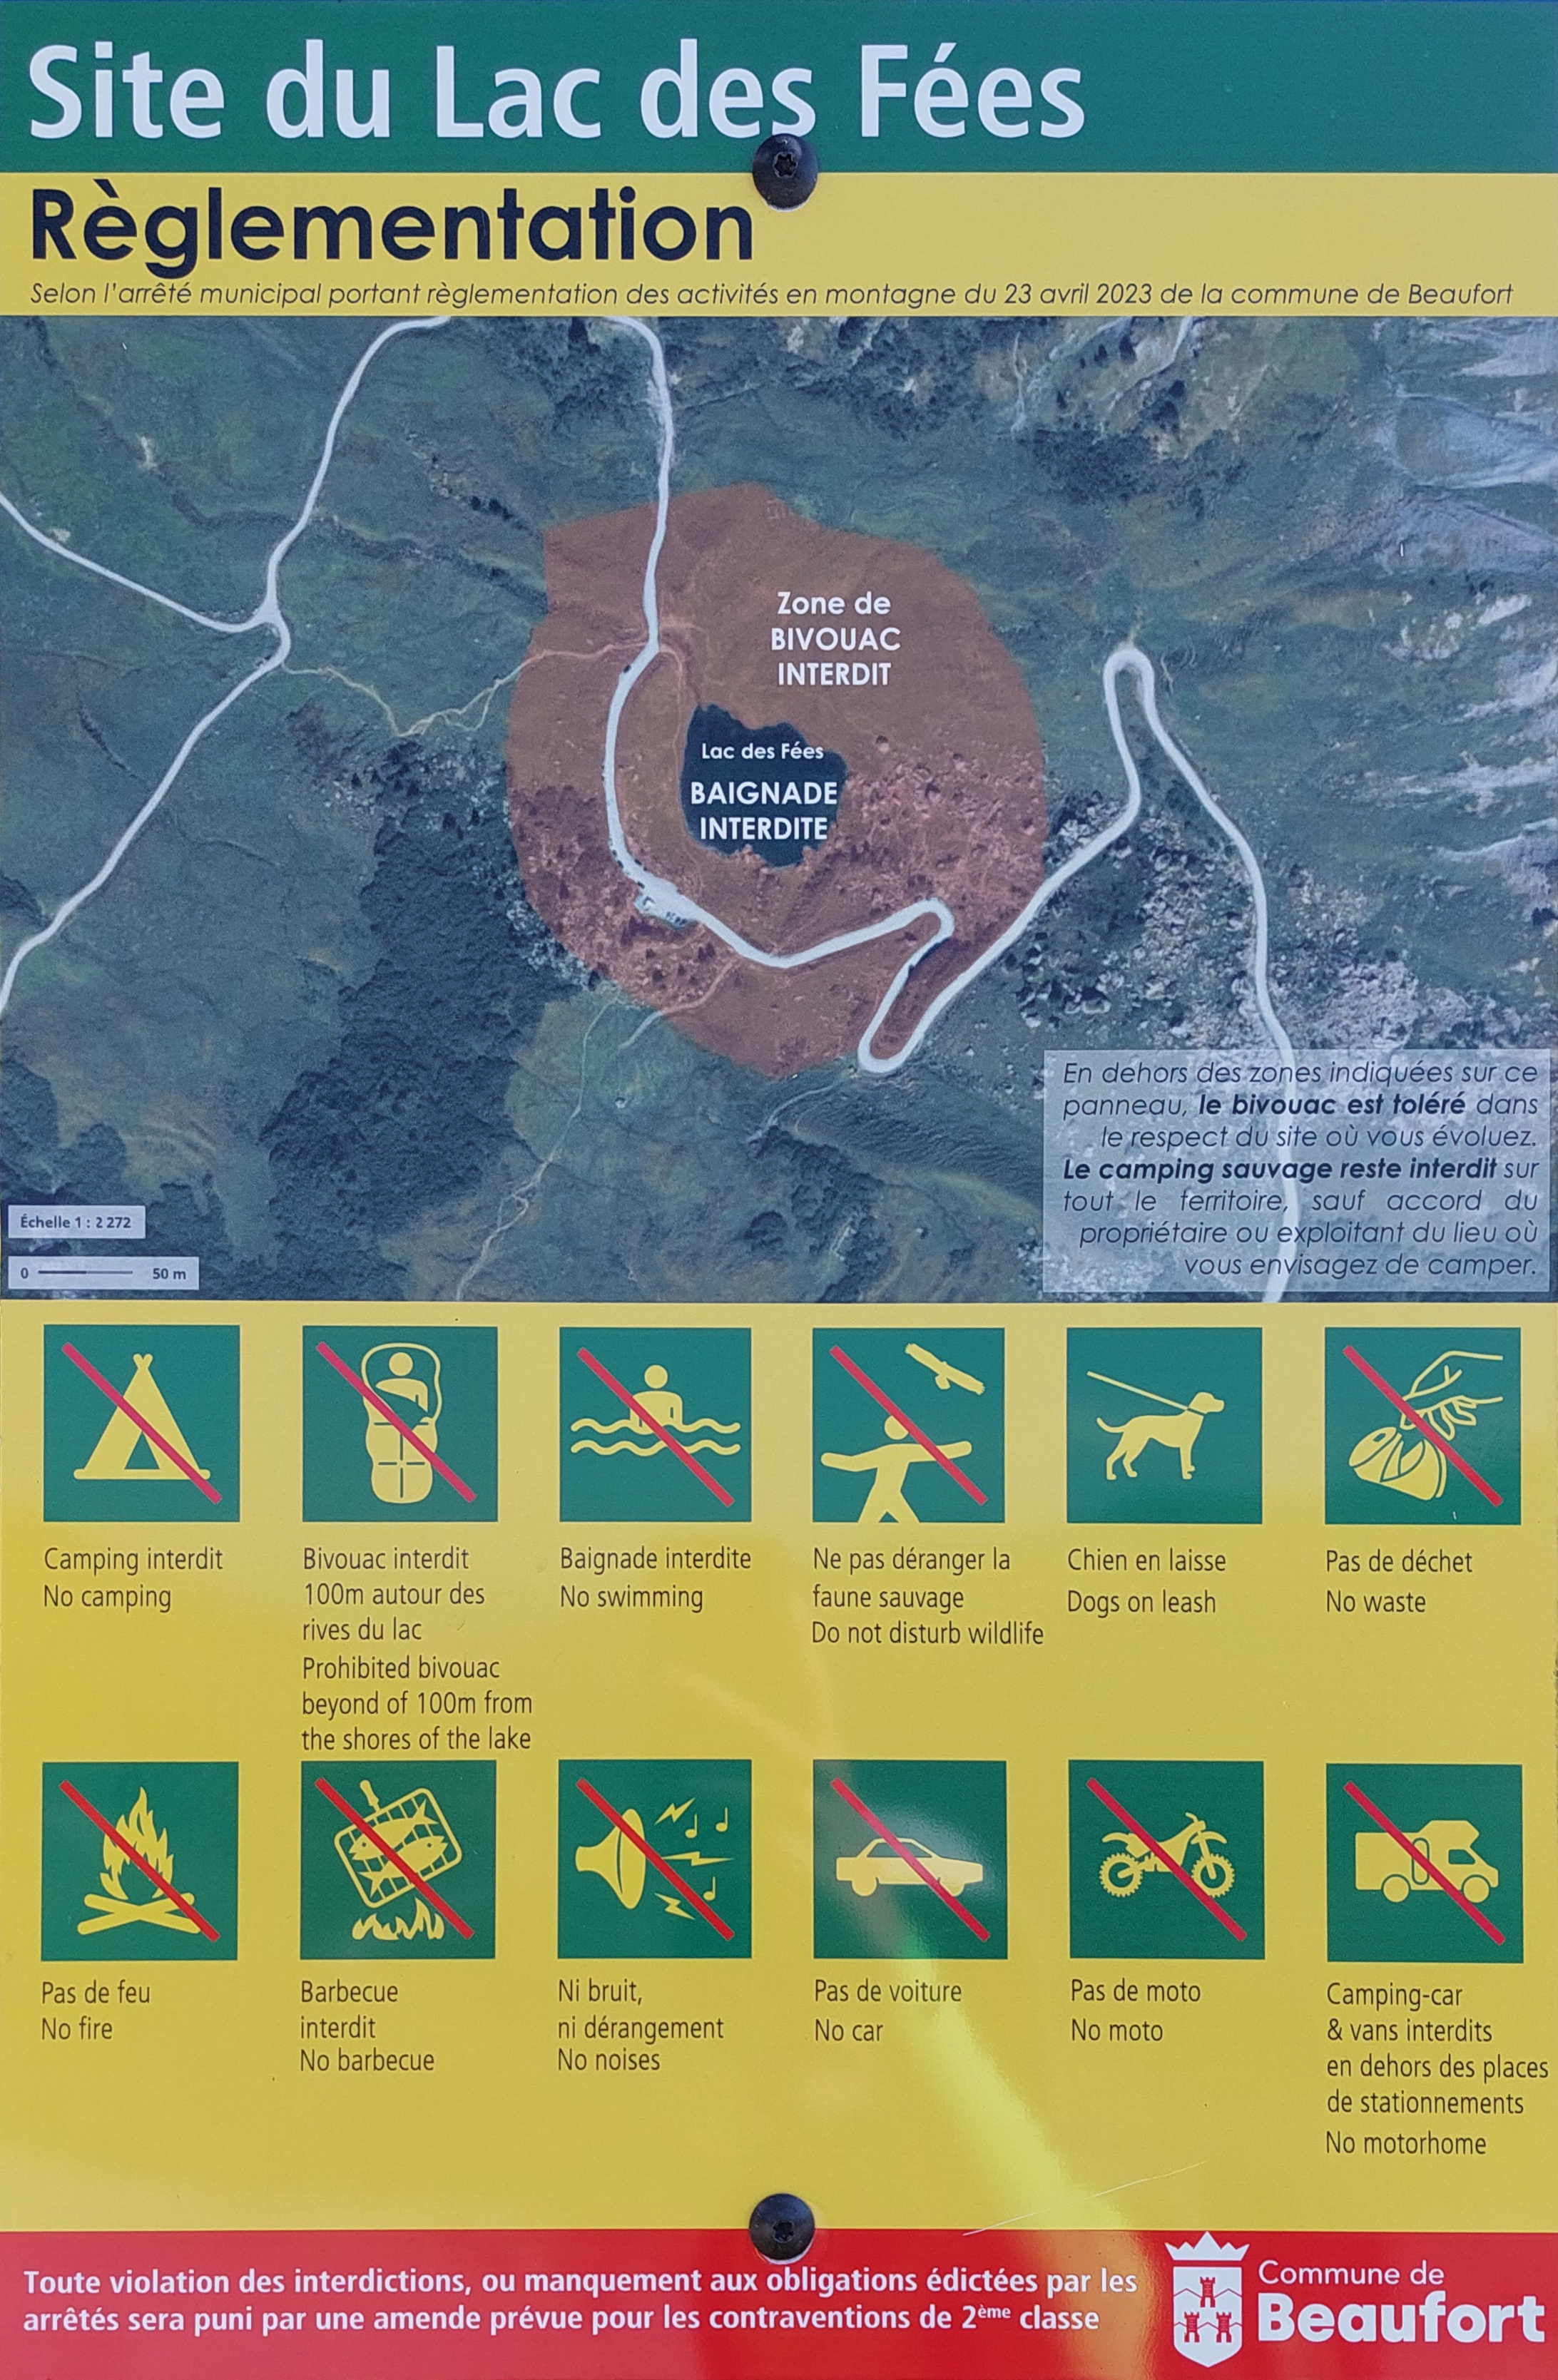 Site du Lac des Fées
Règlementation
Selon l'arrêté municipal portant règlementation des activités en montagne du 23 avril 2023 de la commune de Beaufort
Zone de
BIVOUAC
INTERDIT
Lac des Fées
BAIGNADE
INTERDITE
En dehors des zones indiquées sur ce
panneau, le bivouac est toléré dans
le respect du site où vous évoluez.
Le camping sauvage reste interdit sur
tout le territoire, sauf accord du
propriétaire ou exploitant du lieu où
vous envisagez de camper.
Échelle 1 : 2 272
0 50 m
Camping interdit
No camping
Bivouac interdit
100m autour des
rives du lac
Prohibited bivouac
beyond of 100m from
the shores of the lake
Baignade interdite
No swimming
Ne pas déranger la
faune sauvage
Do not disturb wildlife
Chien en laisse
Dogs on leash
Pas de déchet
No waste
Pas de feu
No fire
Barbecue
interdit
No barbecue
Ni bruit,
ni dérangement
No noises
Pas de voiture
No car
Pas de moto
No moto
Camping-car
& vans interdits
en dehors des places
de stationnements
No motorhome
Toute violation des interdictions, ou manquement aux obligations édictées par les
arrêtés sera puni par une amende prévue pour les contraventions de 2ème classe
Commune de
Beaufort